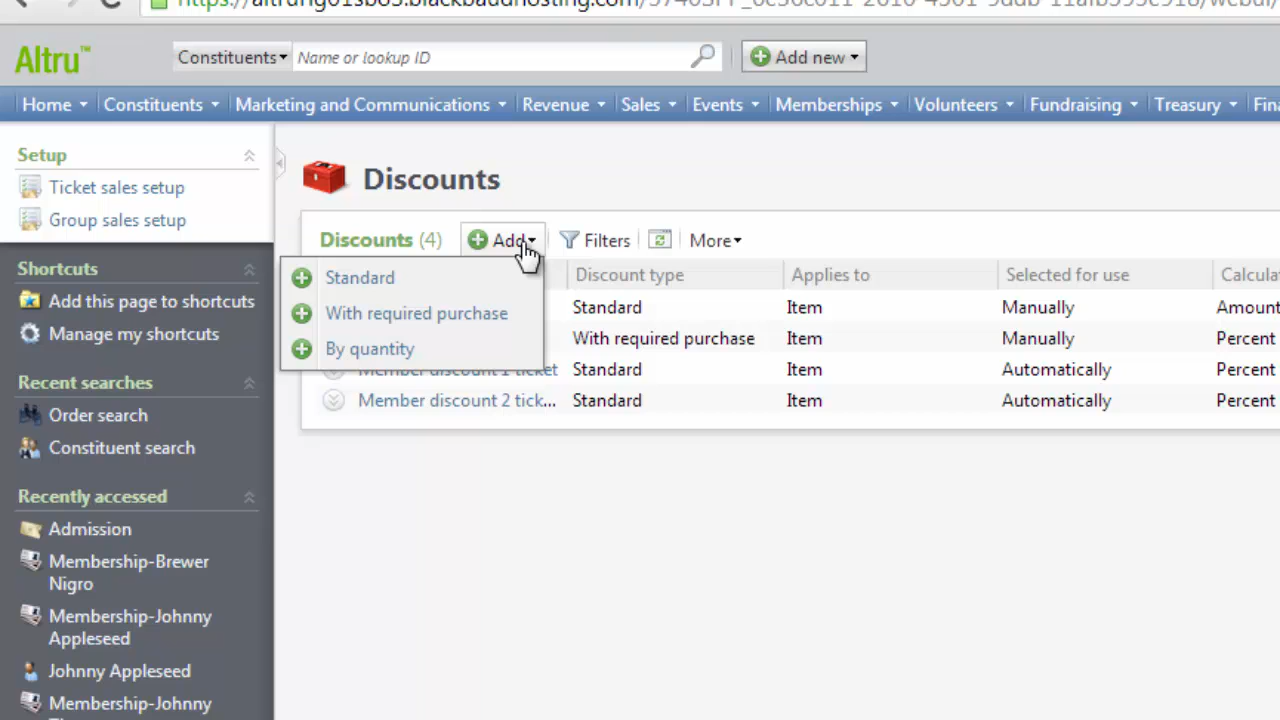 Altru™
Constituents
Name or lookup ID
Add new
Home
Constituents
Marketing and Communications
Revenue
Sales
Events
Memberships
Volunteers
Fundraising
Treasury
Setup
Ticket sales setup
Group sales setup
Shortcuts
Add this page to shortcuts
Manage my shortcuts
Recent searches
Order search
Constituent search
Recently accessed
Admission
Membership-Brewer
Nigro
Membership-Johnny
Appleseed
Johnny Appleseed
Membership-Johnny
Discounts
Discounts (4)
Add
Filters
More
Standard
With required purchase
By quantity
Discount type
Applies to
Selected for use
Standard
Item
Manually
With required purchase
Item
Manually
Percent
Member discount 1 ticket
Standard
Item
Automatically
Percent
Member discount 2 tick...
Standard
Item
Automatically
Percent